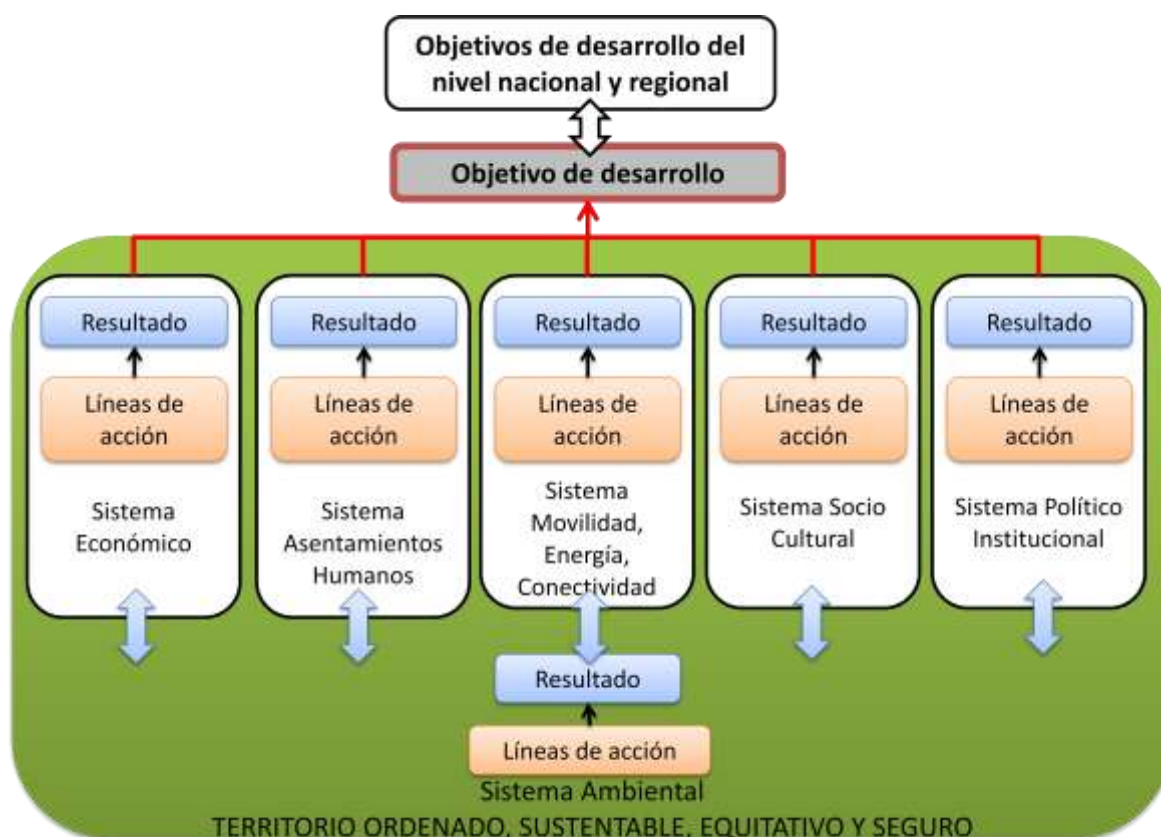 Objetivos de desarrollo del
nivel nacional y regional
Objetivo de desarrollo
Resultado
Líneas de
acción
Sistema
Económico
Resultado
Líneas de
acción
Sistema
Asentamientos
Humanos
Resultado
Líneas de
acción
Sistema
Movilidad,
Energía,
Conectividad
Resultado
Líneas de
acción
Sistema Socio
Cultural
Resultado
Líneas de
acción
Sistema Político
Institucional
Resultado
Líneas de acción
Sistema Ambiental
TERRITORIO ORDENADO, SUSTENTABLE, EQUITATIVO Y SEGURO